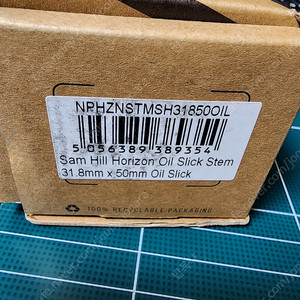 NPHZNSTMSH31850OIL
5 056389 389354
Sam Hill Horizon Oil Slick Stem
31.8mm x 50mm Oil Slick
100% RECYCLABLE PACKAGING